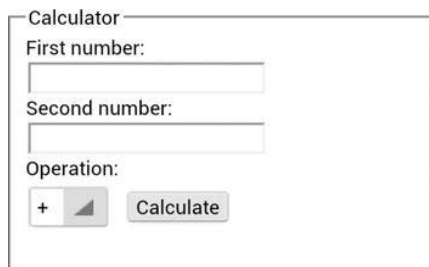 Calculator
First number:
Second number:
Operation:
+ Calculate